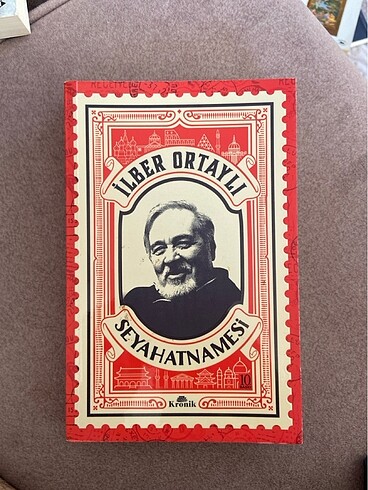 İLBER ORTAYLI
SEYAHATNAMESİ
10
Kronik